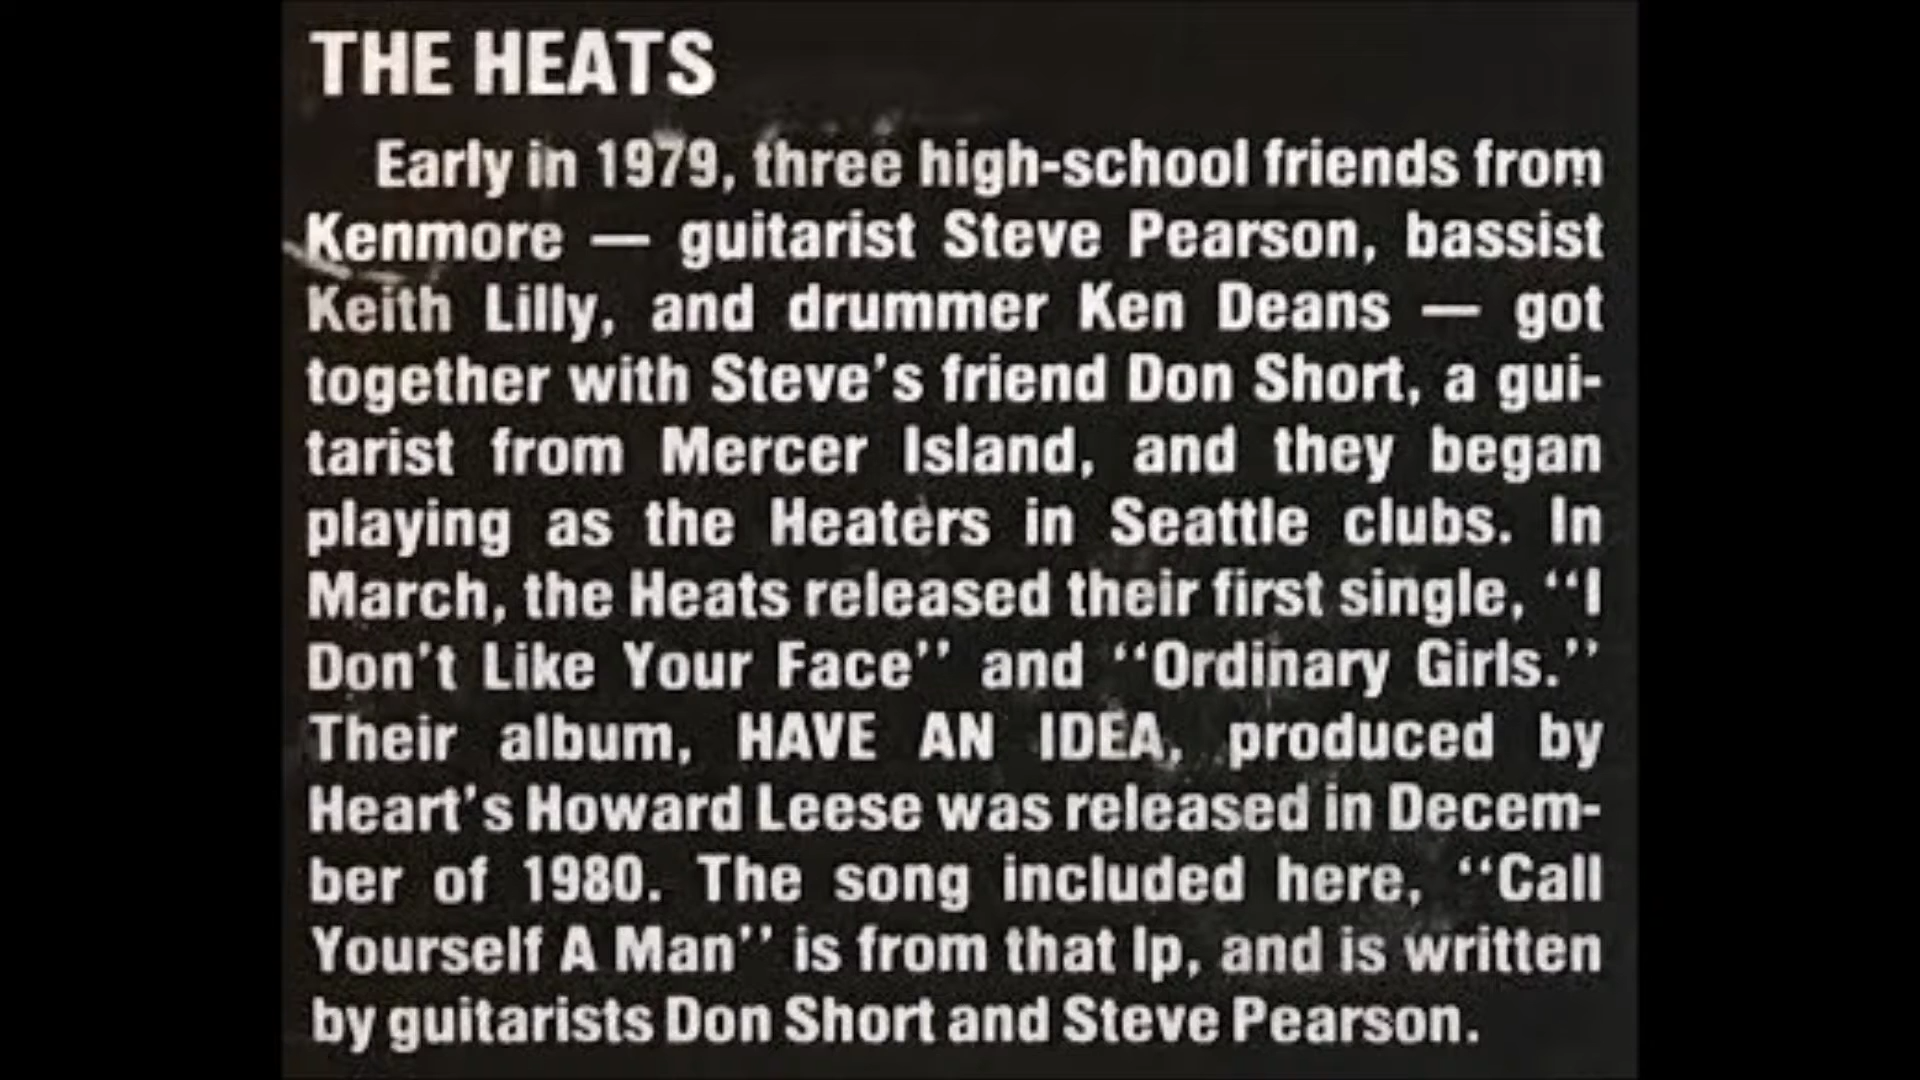 THE HEATS
Early in 1979, three high-school friends from
Kenmore — guitarist Steve Pearson, bassist
Keith Lilly, and drummer Ken Deans — got
together with Steve's friend Don Short, a gui-
tarist from Mercer Island, and they began
playing as the Heaters in Seattle clubs. In
March, the Heats released their first single, "I
Don't Like Your Face" and "Ordinary Girls."
Their album, HAVE AN IDEA, produced by
Heart's Howard Leese was released in Decem-
ber of 1980. The song included here, "Call
Yourself A Man" is from that lp, and is written
by guitarists Don Short and Steve Pearson.